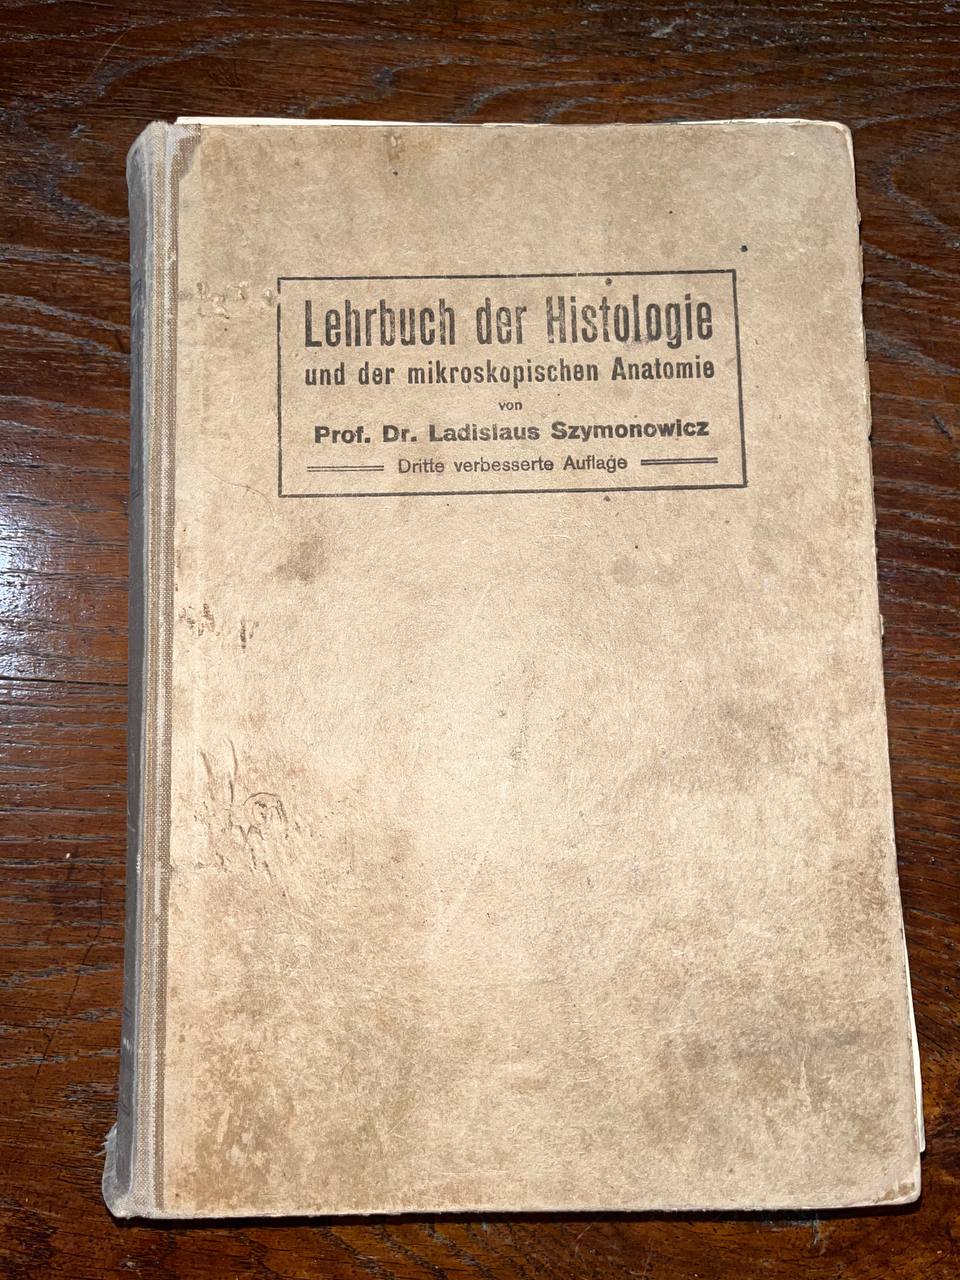 Lehrbuch der Histologie
und der mikroskopischen Anatomie
von
Prof. Dr. Ladislaus Szymonowicz
Dritte verbesserte Auflage